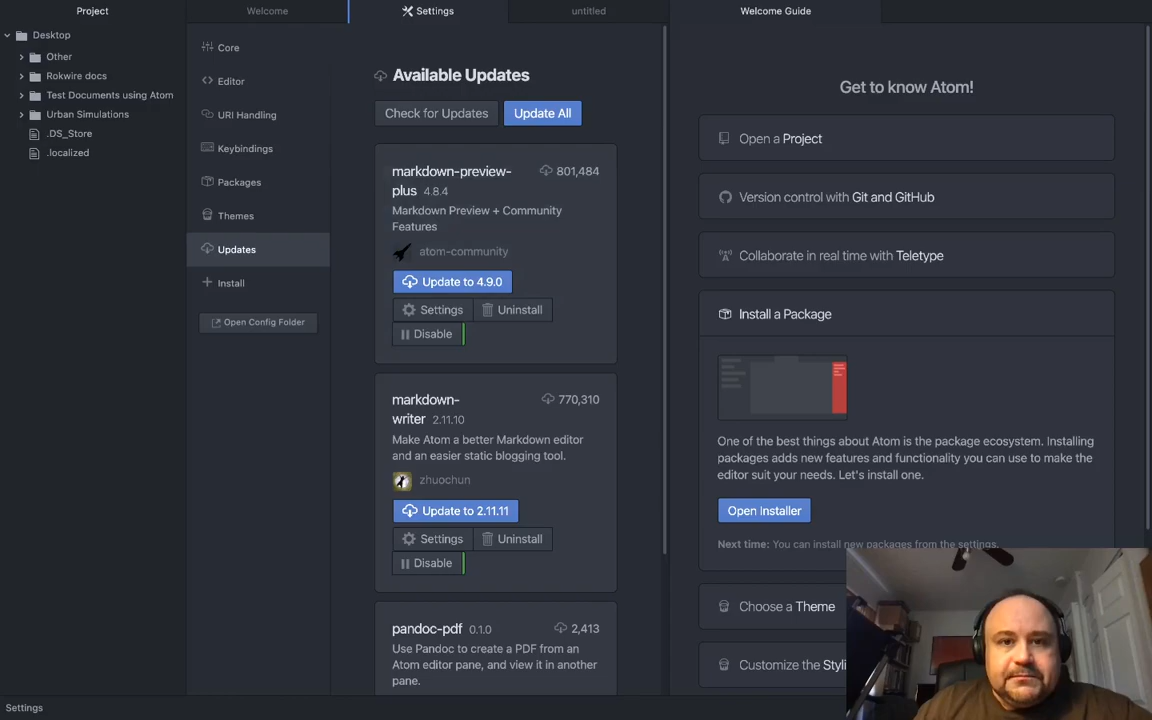 Project
Welcome
Settings
untitled
Welcome Guide
Desktop
Other
Rokwire docs
Test Documents using Atom
Urban Simulations
.DS_Store
.localized
Core
Editor
URI Handling
Keybindings
Packages
Themes
Updates
Install
Open Config Folder
Available Updates
Check for Updates
Update All
markdown-preview-
plus 4.8.4
801,484
Markdown Preview + Community
Features
atom-community
Update to 4.9.0
Settings
Uninstall
Disable
markdown-
writer 2.11.10
770,310
Make Atom a better Markdown editor
and an easier static blogging tool.
zhuochun
Update to 2.11.11
Settings
Uninstall
Disable
pandoc-pdf 0.1.0
2,413
Use Pandoc to create a PDF from an
Atom editor pane, and view it in another
pane.
Get to know Atom!
Open a Project
Version control with Git and GitHub
Collaborate in real time with Teletype
Install a Package
One of the best things about Atom is the package ecosystem. Installing
packages adds new features and functionality you can use to make the
editor suit your needs. Let's install one.
Open Installer
Next time: You can install new packages from the settings.
Choose a Theme
Customize the Styli
Settings